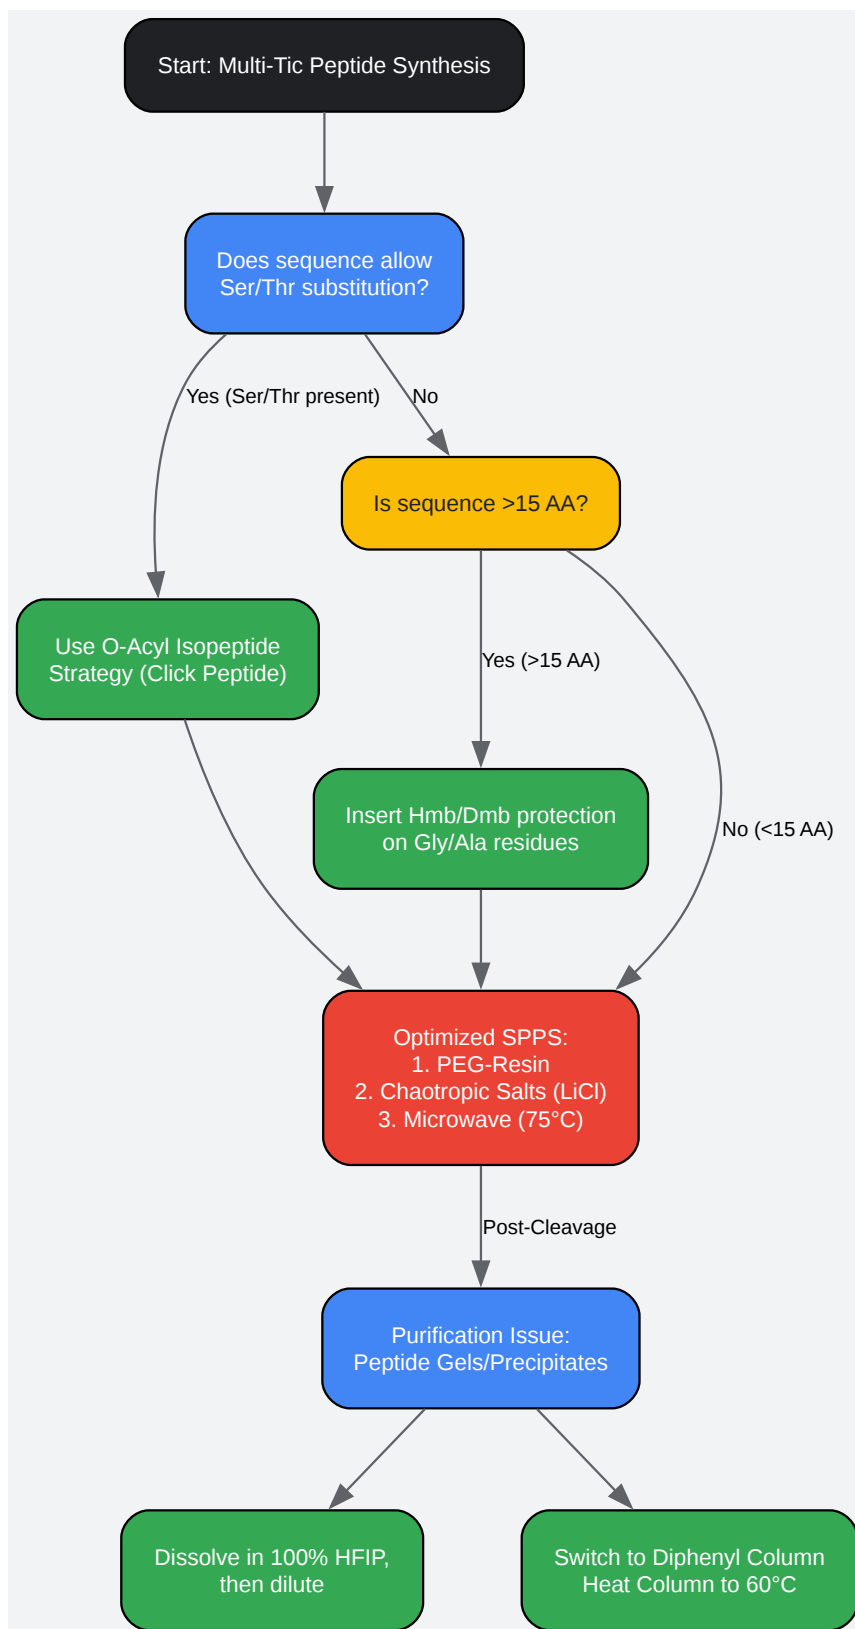 Start: Multi-Tic Peptide Synthesis
Does sequence allow
Ser/Thr substitution?
Yes (Ser/Thr present)
No
Is sequence >15 AA?
Use O-Acyl Isopeptide
Strategy (Click Peptide)
Yes (>15 AA)
Insert Hmb/Dmb protection
on Gly/Ala residues
No (<15 AA)
Optimized SPPS:
1. PEG-Resin
2. Chaotropic Salts (LiCl)
3. Microwave (75°C)
Post-Cleavage
Purification Issue:
Peptide Gels/Precipitates
Dissolve in 100% HFIP,
then dilute
Switch to Diphenyl Column
Heat Column to 60°C